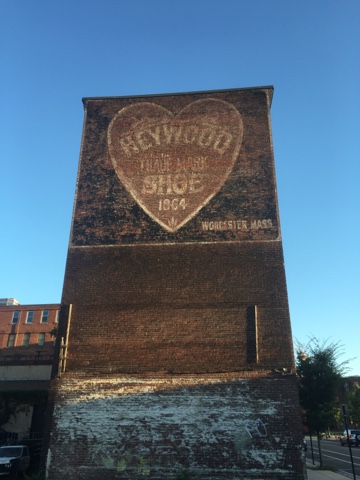 HEYWOOD
TRADE MARK
SHOE
1864
WORCESTER MASS.